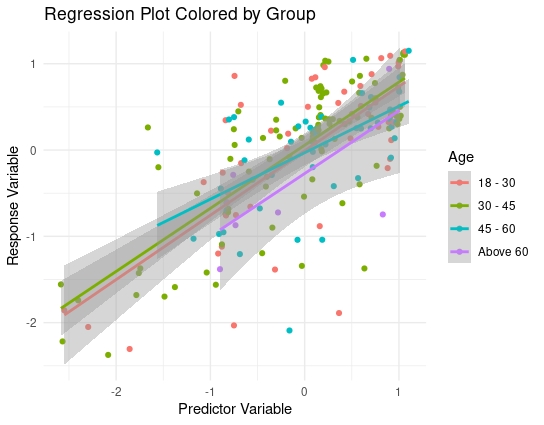 Regression Plot Colored by Group
Response Variable
1
0
-1
-2
-2
-1
0
1
Predictor Variable
Age
18 - 30
30 - 45
45 - 60
Above 60